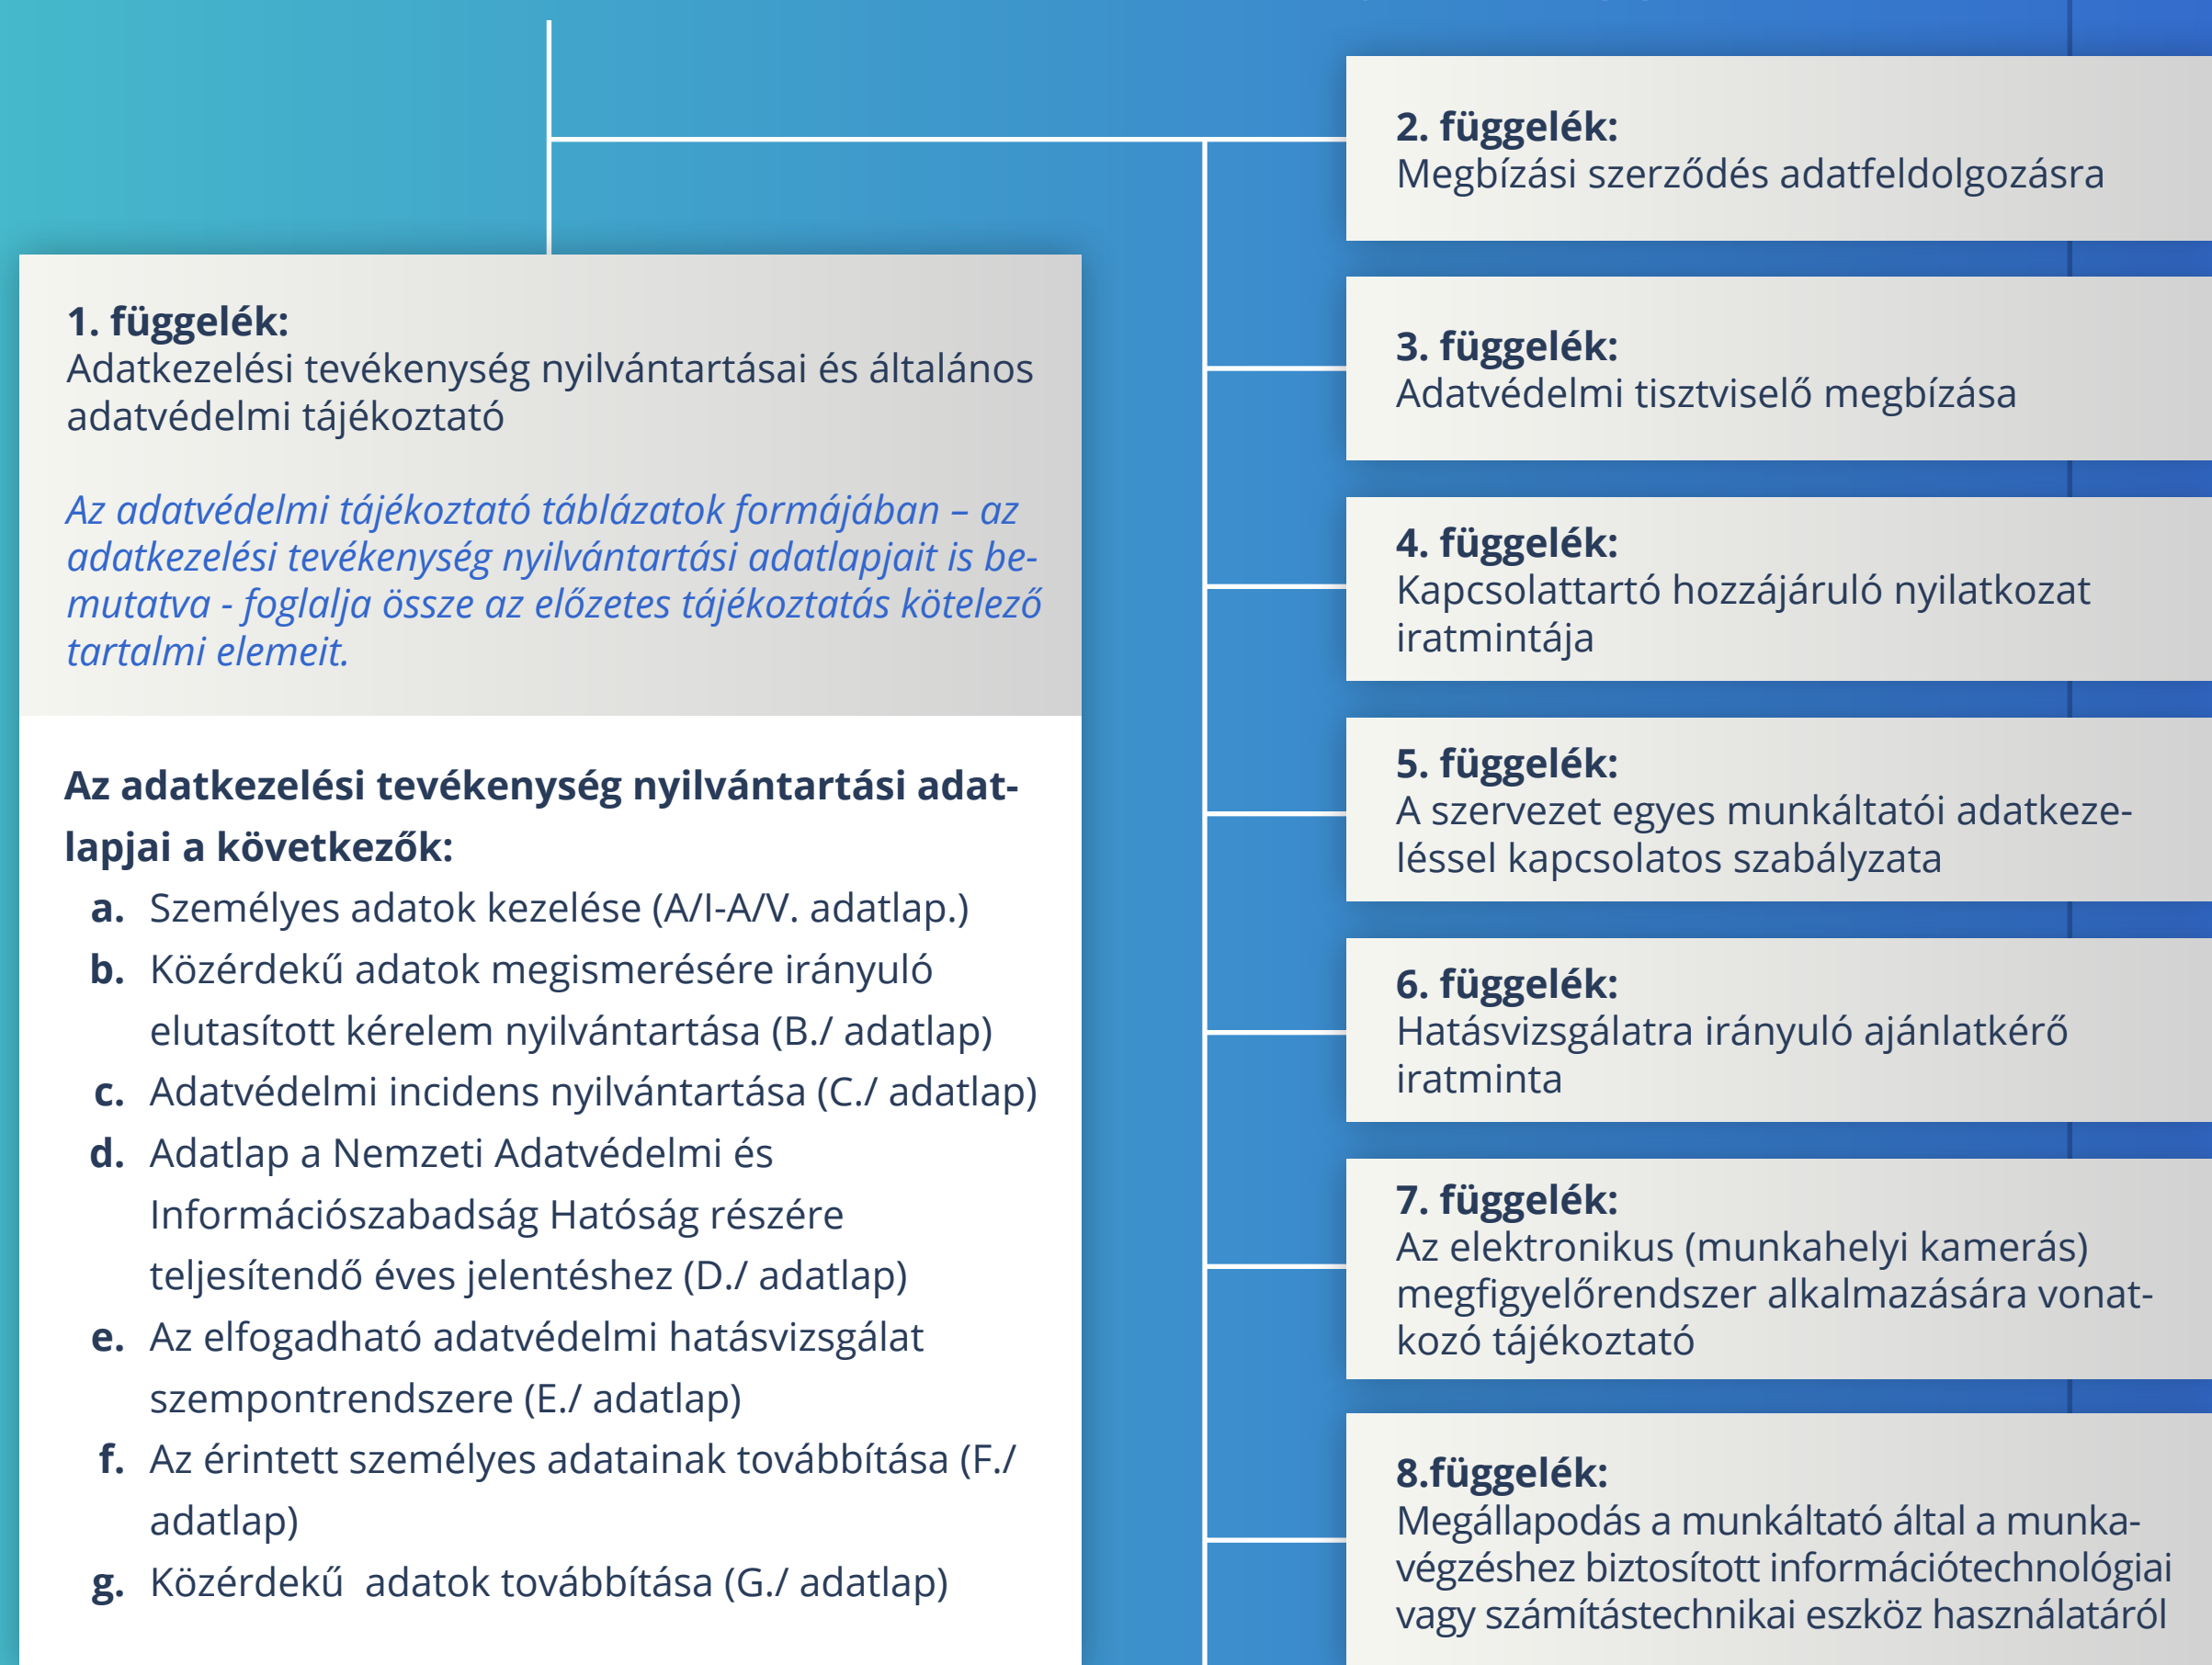 1. függelék:
Adatkezelési tevékenység nyilvántartásai és általános
adatvédelmi tájékoztató
Az adatvédelmi tájékoztató táblázatok formájában – az
adatkezelési tevékenység nyilvántartási adatlapjait is be-
mutatva - foglalja össze az előzetes tájékoztatás kötelező
tartalmi elemeit.
Az adatkezelési tevékenység nyilvántartási adat-
lapjai a következők:
a. Személyes adatok kezelése (A/I-A/V. adatlap.)
b. Közérdekű adatok megismerésére irányuló
elutasított kérelem nyilvántartása (B./ adatlap)
c. Adatvédelmi incidens nyilvántartása (C./ adatlap)
d. Adatlap a Nemzeti Adatvédelmi és
Információszabadság Hatóság részére
teljesítendő éves jelentéshez (D./ adatlap)
e. Az elfogadható adatvédelmi hatásvizsgálat
szempontrendszere (E./ adatlap)
f. Az érintett személyes adatainak továbbítása (F./
adatlap)
g. Közérdekű  adatok továbbítása (G./ adatlap)
2. függelék:
Megbízási szerződés adatfeldolgozásra
3. függelék:
Adatvédelmi tisztviselő megbízása
4. függelék:
Kapcsolattartó hozzájáruló nyilatkozat
iratmintája
5. függelék:
A szervezet egyes munkáltatói adatkeze-
léssel kapcsolatos szabályzata
6. függelék:
Hatásvizsgálatra irányuló ajánlatkérő
iratminta
7. függelék:
Az elektronikus (munkahelyi kamerás)
megfigyelőrendszer alkalmazására vonat-
kozó tájékoztató
8.függelék:
Megállapodás a munkáltató által a munka-
végzéshez biztosított információtechnológiai
vagy számítástechnikai eszköz használatáról